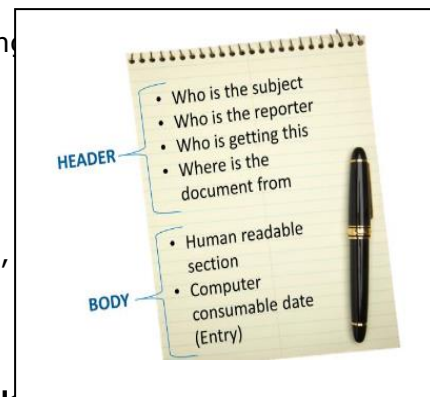 HEADER
• Who is the subject
• Who is the reporter
• Who is getting this
• Where is the
document from
BODY
• Human readable
section
• Computer
consumable date
(Entry)
,